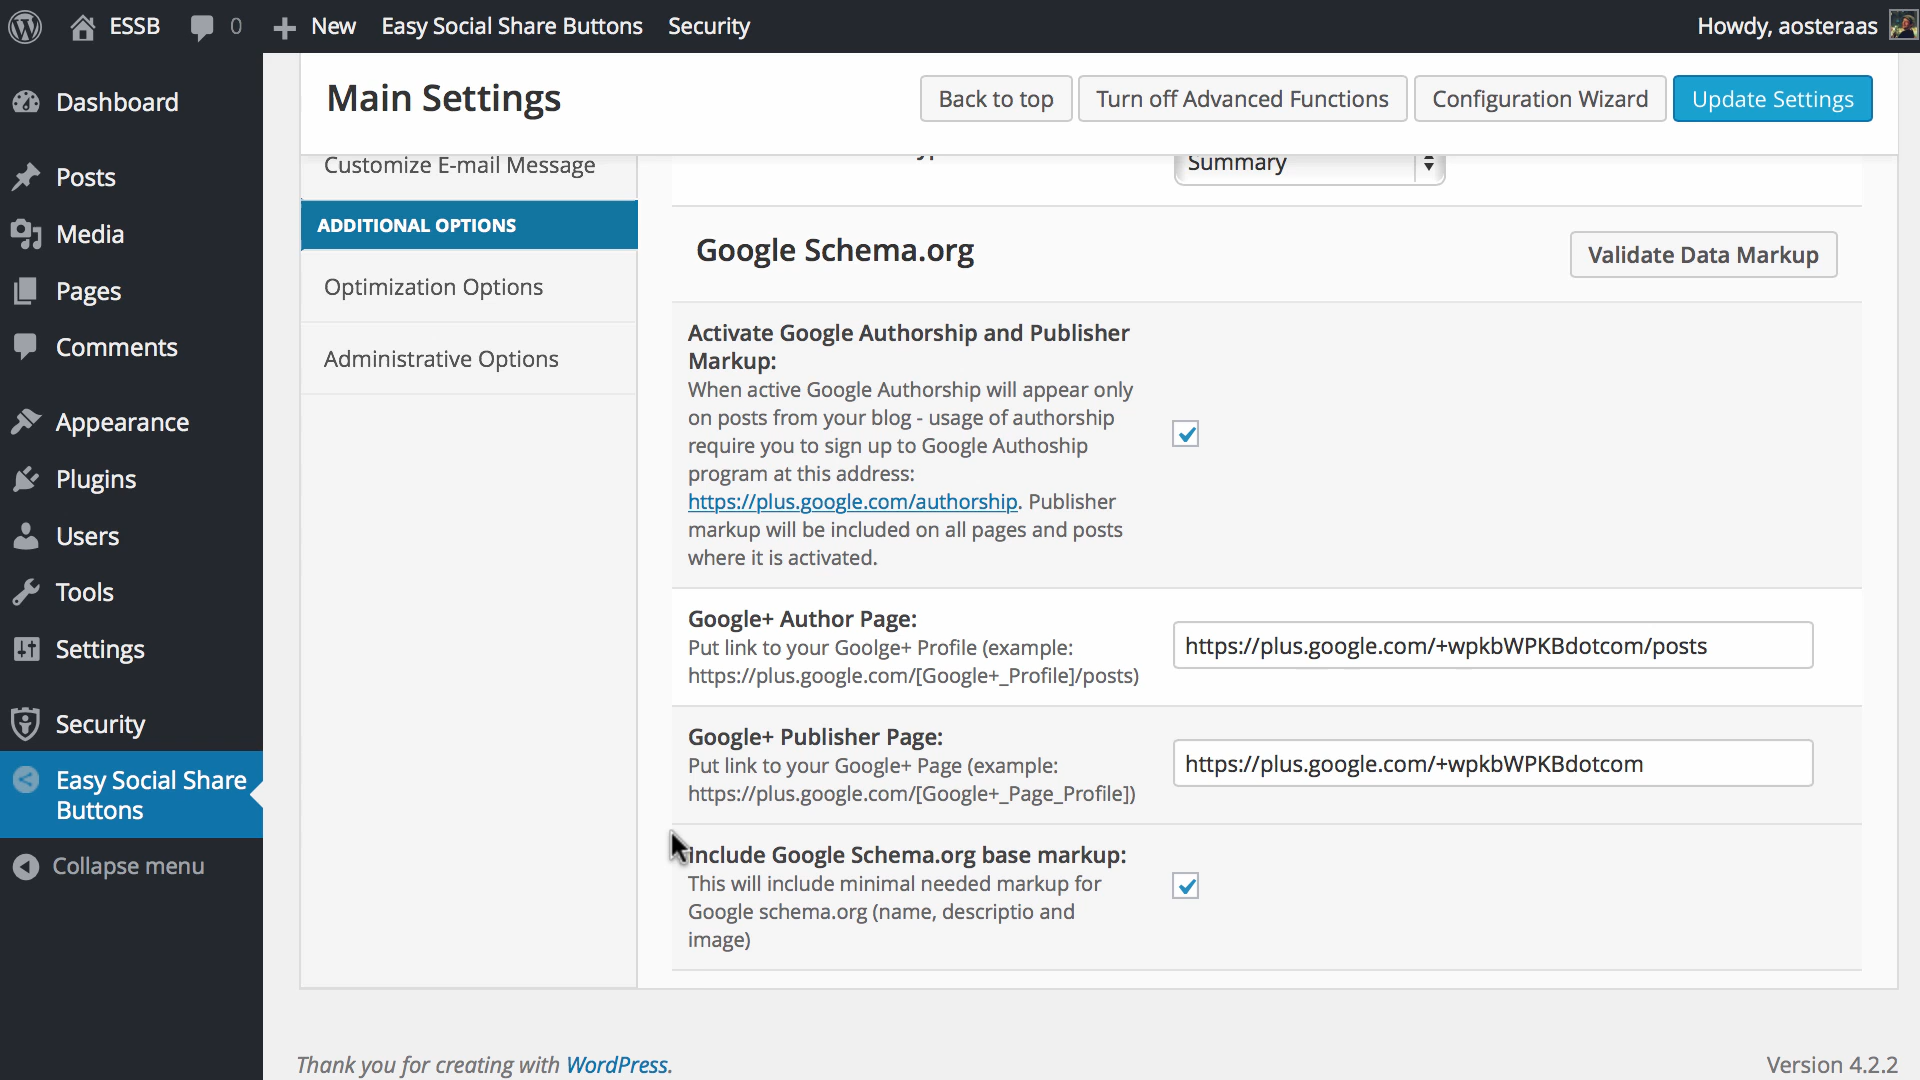 ESSB 0 New Easy Social Share Buttons Security Howdy, aosteraas
Dashboard
Posts
Media
Pages
Comments
Appearance
Plugins
Users
Tools
Settings
Security
Easy Social Share
Buttons
Collapse menu
Main Settings
Back to top
Turn off Advanced Functions
Configuration Wizard
Update Settings
Customize E-mail Message
ADDITIONAL OPTIONS
Optimization Options
Administrative Options
Summary
Google Schema.org
Validate Data Markup
Activate Google Authorship and Publisher
Markup:
When active Google Authorship will appear only
on posts from your blog - usage of authorship
require you to sign up to Google Authoship
program at this address:
https://plus.google.com/authorship. Publisher
markup will be included on all pages and posts
where it is activated.
Google+ Author Page:
Put link to your Goolge+ Profile (example:
https://plus.google.com/[Google+_Profile]/posts)
https://plus.google.com/+wpkbWPKBdotcom/posts
Google+ Publisher Page:
Put link to your Google+ Page (example:
https://plus.google.com/[Google+_Page_Profile])
https://plus.google.com/+wpkbWPKBdotcom
Include Google Schema.org base markup:
This will include minimal needed markup for
Google schema.org (name, descriptio and
image)
Thank you for creating with WordPress.
Version 4.2.2